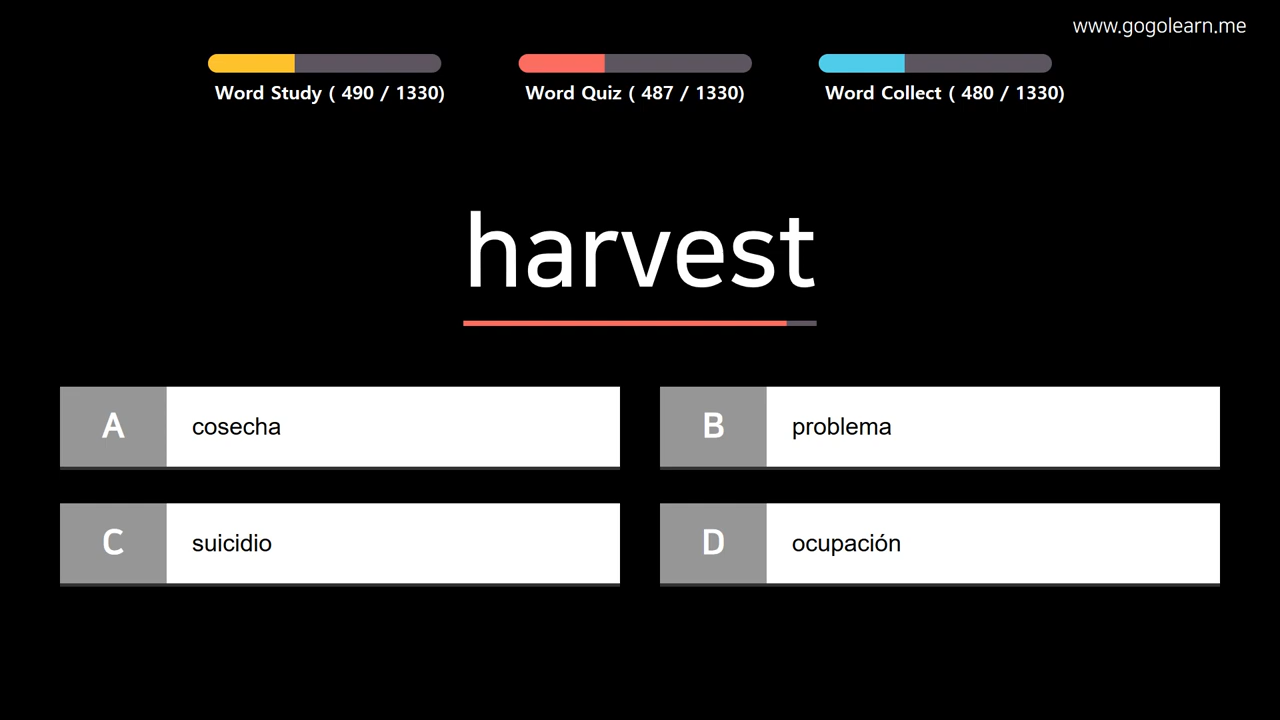 www.gogolearn.me
Word Study ( 490 / 1330)
Word Quiz ( 487 / 1330)
Word Collect ( 480 / 1330)
harvest
A cosecha
B problema
C suicidio
D ocupación